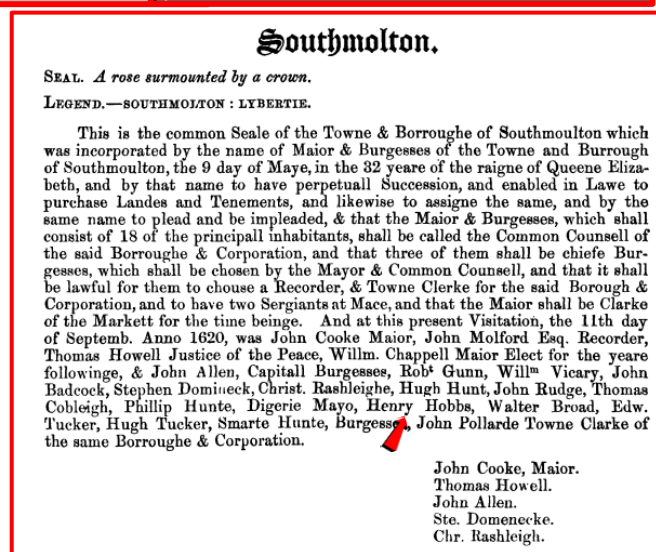 Southmolton.
SEAL. A rose surmounted by a crown.
LEGEND.—SOUTHMOLTON : LYBERTIE.
This is the common Seale of the Towne & Borroughe of Southmoulton which
was incorporated by the name of Maior & Burgesses of the Towne and Burrough
of Southmoulton, the 9 day of Maye, in the 32 yeare of the raigne of Queene Eliza-
beth, and by that name to have perpetuall Succession, and enabled in Lawe to
purchase Landes and Tenements, and likewise to assigne the same, and by the
same name to plead and be impleaded, & that the Maior & Burgesses, which shall
consist of 18 of the principall inhabitants, shall be called the Common Counsell of
the said Borroughe & Corporation, and that three of them shall be chiefe Bur-
gesses, which shall be chosen by the Mayor & Common Counsell, and that it shall
be lawful for them to chouse a Recorder, & Towne Clerke for the said Borough &
Corporation, and to have two Sergiants at Mace, and that the Maior shall be Clarke
of the Markett for the time beinge. And at this present Visitation, the 11th day
of Septemb. Anno 1620, was John Cooke Maior, John Molford Esq. Recorder,
Thomas Howell Justice of the Peace, Willm. Chappell Maior Elect for the yeare
followinge, & John Allen, Capitall Burgesses, Robt Gunn, Willm Vicary, John
Badcock, Stephen Domineck, Christ. Rashleighe, Hugh Hunt, John Rudge, Thomas
Cobleigh, Phillip Hunte, Digerie Mayo, Henry Hobbs, Walter Broad, Edw.
Tucker, Hugh Tucker, Smarte Hunte, Burgesses, John Pollarde Towne Clarke of
the same Borroughe & Corporation.
John Cooke, Maior.
Thomas Howell.
John Allen.
Ste. Domenecke.
Chr. Rashleigh.